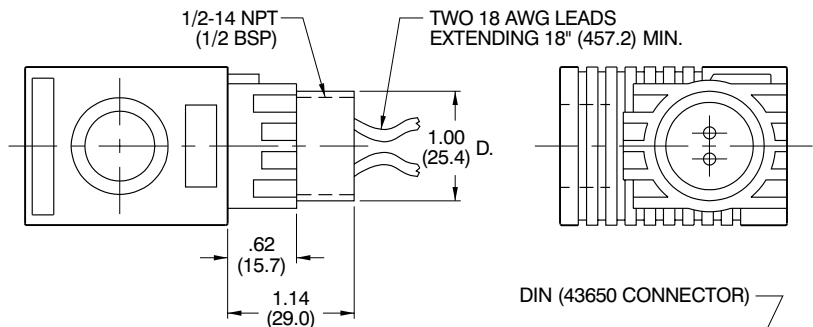 1/2-14 NPT
(1/2 BSP)
TWO 18 AWG LEADS
EXTENDING 18" (457.2) MIN.
1.00
(25.4) D.
.62
(15.7)
1.14
(29.0)
DIN (43650 CONNECTOR)